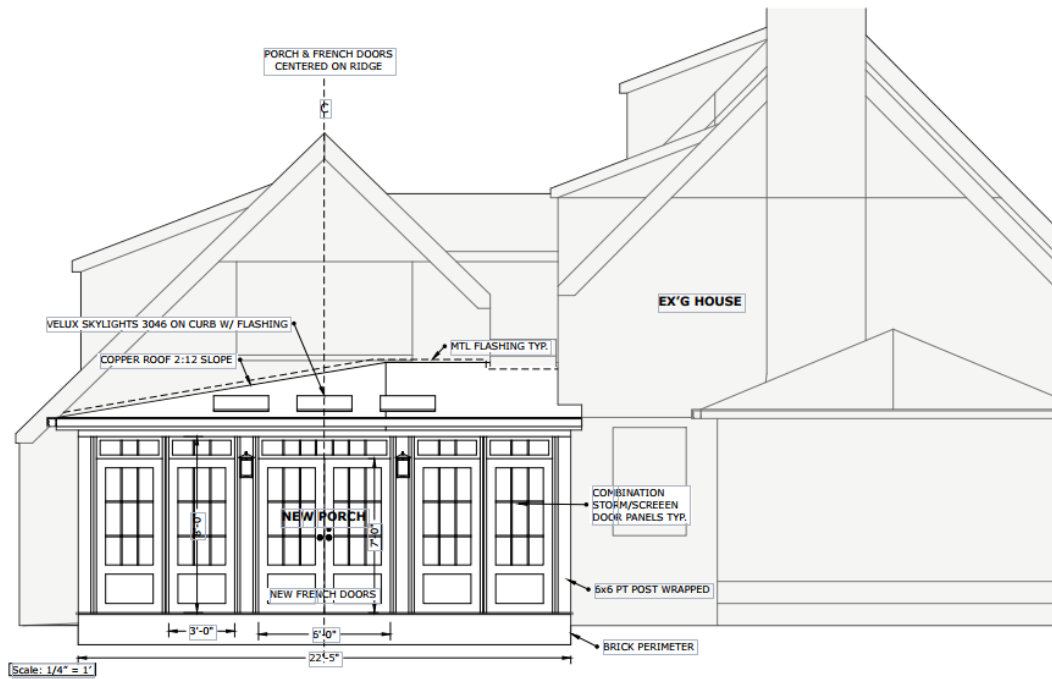 PORCH & FRENCH DOORS
CENTERED ON RIDGE
C
EX'G HOUSE
VELUX SKYLIGHTS 3046 ON CURB W/ FLASHING
MTL FLASHING TYP.
COPPER ROOF 2:12 SLOPE
COMBINATION
STORM/SCREEEN
DOOR PANELS TYP.
NEW PORCH
8'-0"
7'-0"
NEW FRENCH DOORS
6x6 PT POST WRAPPED
3'-0"
6'-0"
BRICK PERIMETER
22'-5"
Scale: 1/4" = 1'